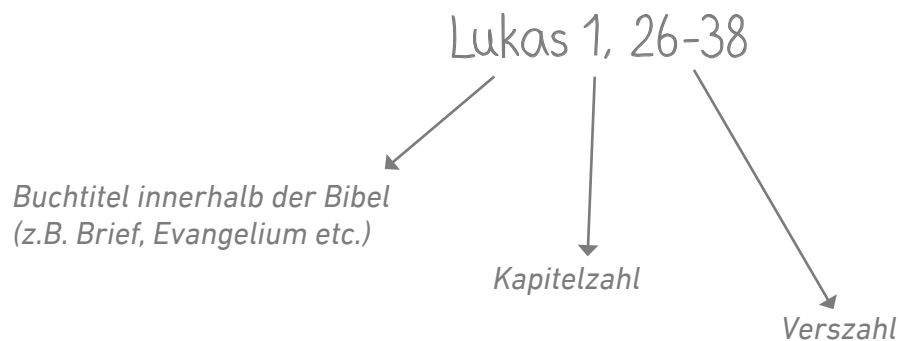 Lukas 1, 26-38
Buchtitel innerhalb der Bibel
(z.B. Brief, Evangelium etc.)
Kapitelzahl
Verszahl